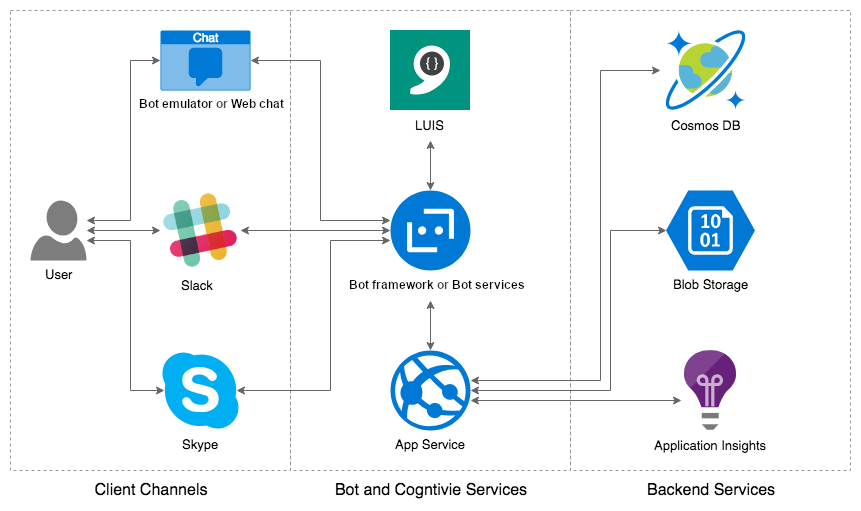 Chat
Bot emulator or Web chat
LUIS
Cosmos DB
User
S
Slack
Bot framework or Bot services
10
01
Blob Storage
Skype
App Service
Application Insights
Client Channels
Bot and Cogntivie Services
Backend Services